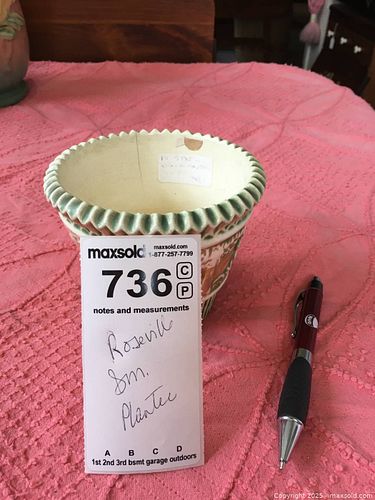 maxsold maxsold.com
1-877-257-7799
736 C
P
notes and measurements
Roseville
Sm.
Planter
A B C D
1st 2nd 3rd bsmt garage outdoors
Copyright 2025 maxsold.com